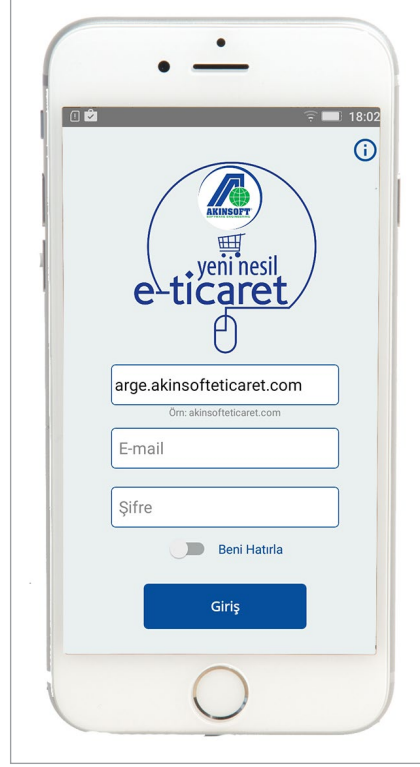 18:02
AKINSOFT
yeni nesil
e-ticaret
arge.akinsofteticaret.com
Örn: akinsofteticaret.com
E-mail
Şifre
Beni Hatırla
Giriş